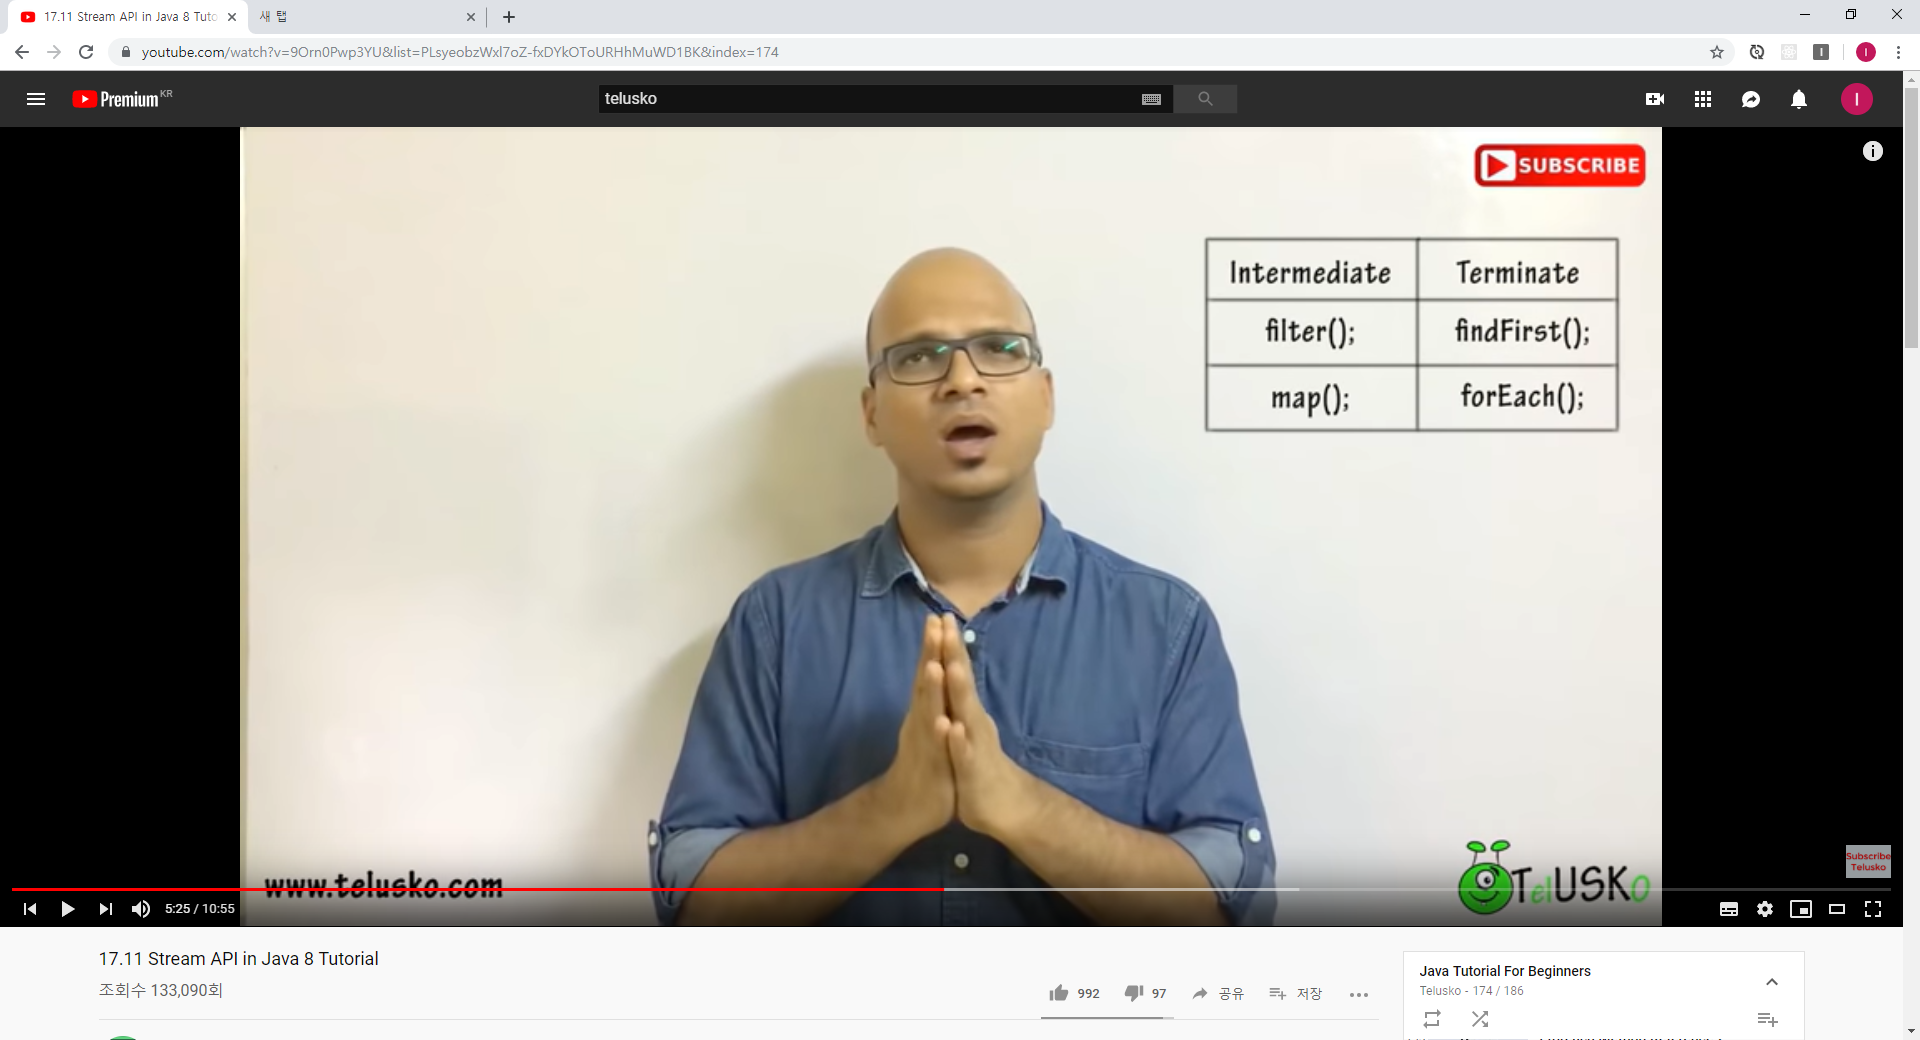 17.11 Stream API in Java 8 Tuto
새 탭
youtube.com/watch?v=9Orn0Pwp3YU&list=PLsyeobzWxl7oZ-fxDYkOToURHhMuWD1BK&index=174
I
I
Premium KR
telusko
I
SUBSCRIBE
Intermediate Terminate
filter(); findFirst();
map(); forEach();
Subscribe
Telusko
www.telusko.com
TelUSKO
5:25 / 10:55
17.11 Stream API in Java 8 Tutorial
조회수 133,090회
992 97 공유 저장
Java Tutorial For Beginners
Telusko - 174 / 186